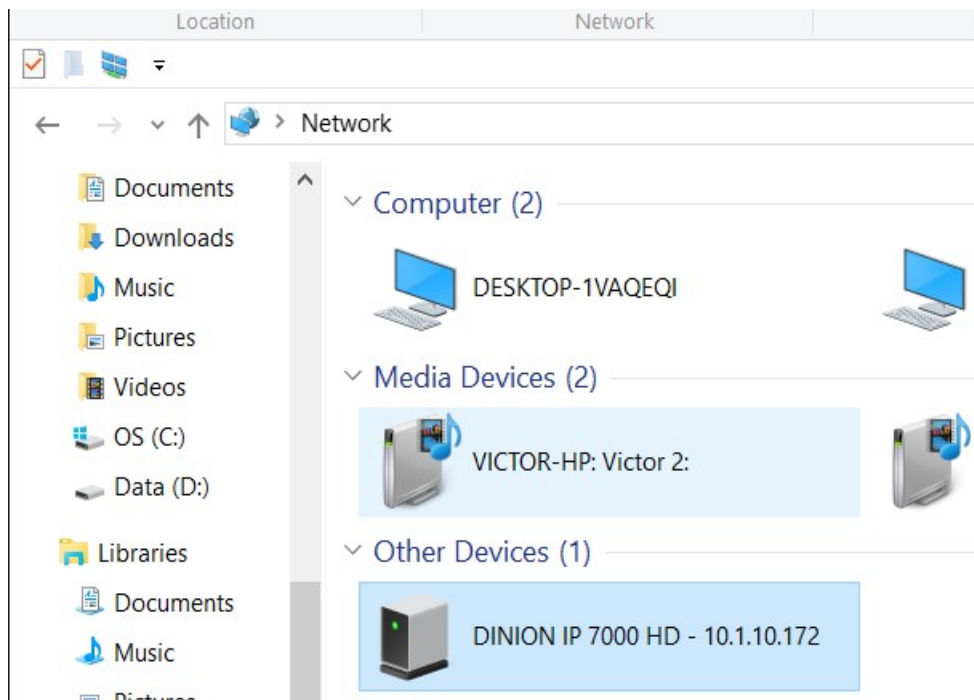 Location Network
Network
Documents
Downloads
Music
Pictures
Videos
OS (C:)
Data (D:)
Libraries
Documents
Music
Pictures
Computer (2)
DESKTOP-1VAQEQI
Media Devices (2)
VICTOR-HP: Victor 2:
Other Devices (1)
DINION IP 7000 HD - 10.1.10.172